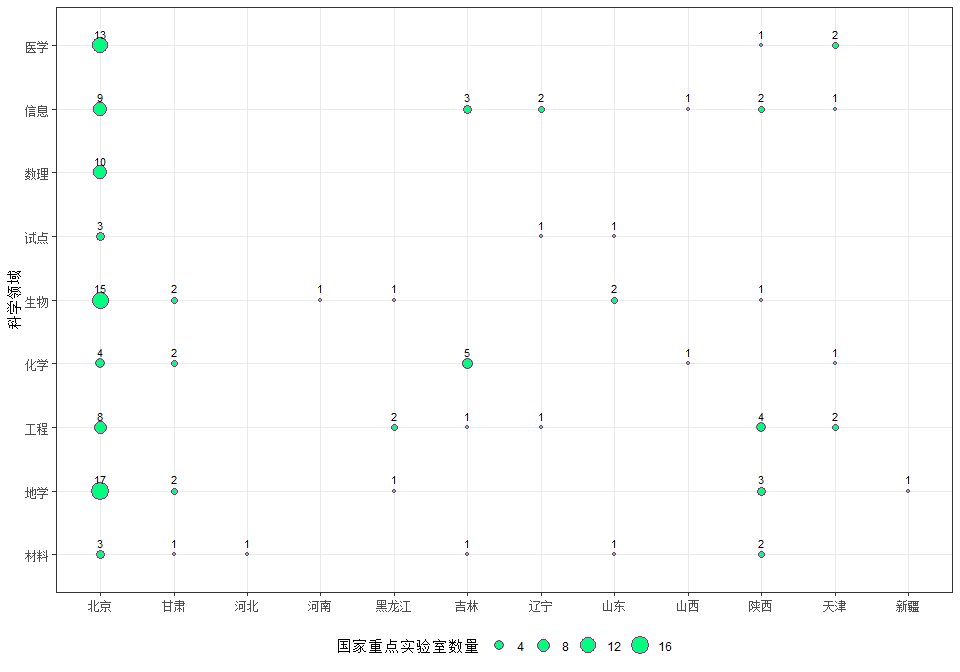 科学领域
医学 13 1 2
信息 9 3 2 1 2 1
数理 10
试点 3 1 1
生物 15 2 1 1 2 1
化学 4 2 5 1 1
工程 8 2 1 1 4 2
地学 17 2 1 3 1
材料 3 1 1 1 1 2
北京 甘肃 河北 河南 黑龙江 吉林 辽宁 山东 山西 陕西 天津 新疆
国家重点实验室数量 4 8 12 16